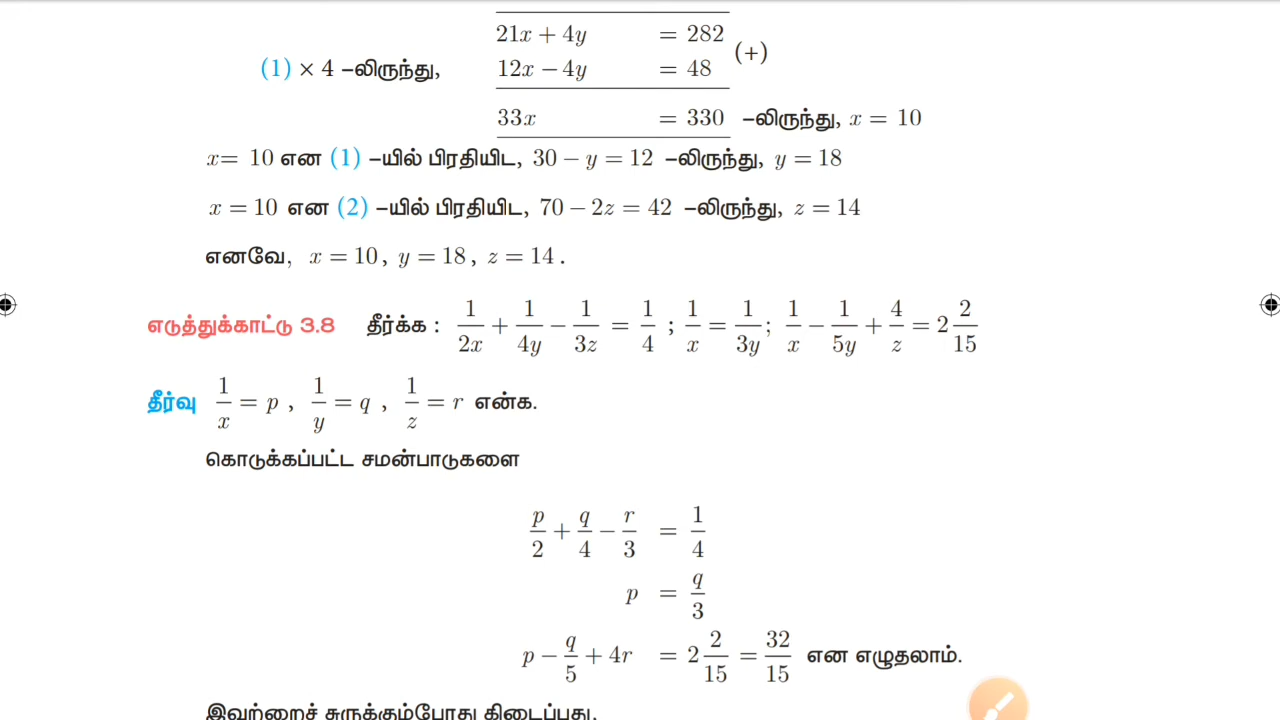 21x + 4y = 282
(1) × 4 –லிருந்து, 12x − 4y = 48 (+)
33x = 330 –லிருந்து, x = 10
x = 10 என (1) –யில் பிரதியிட, 30 − y = 12 –லிருந்து, y = 18
x = 10 என (2) –யில் பிரதியிட, 70 − 2z = 42 –லிருந்து, z = 14
எனவே, x = 10, y = 18, z = 14.
எடுத்துக்காட்டு 3.8 தீர்க்க : 1/2x + 1/4y − 1/3z = 1/4 ; 1/x = 1/3y ; 1/x − 1/5y + 4/z = 2 2/15
தீர்வு 1/x = p , 1/y = q , 1/z = r என்க.
கொடுக்கப்பட்ட சமன்பாடுகளை
p/2 + q/4 − r/3 = 1/4
p = q/3
p − q/5 + 4r = 2 2/15 = 32/15 என எழுதலாம்.
இவற்றைச் சுருக்கும்போது கிடைப்பது,